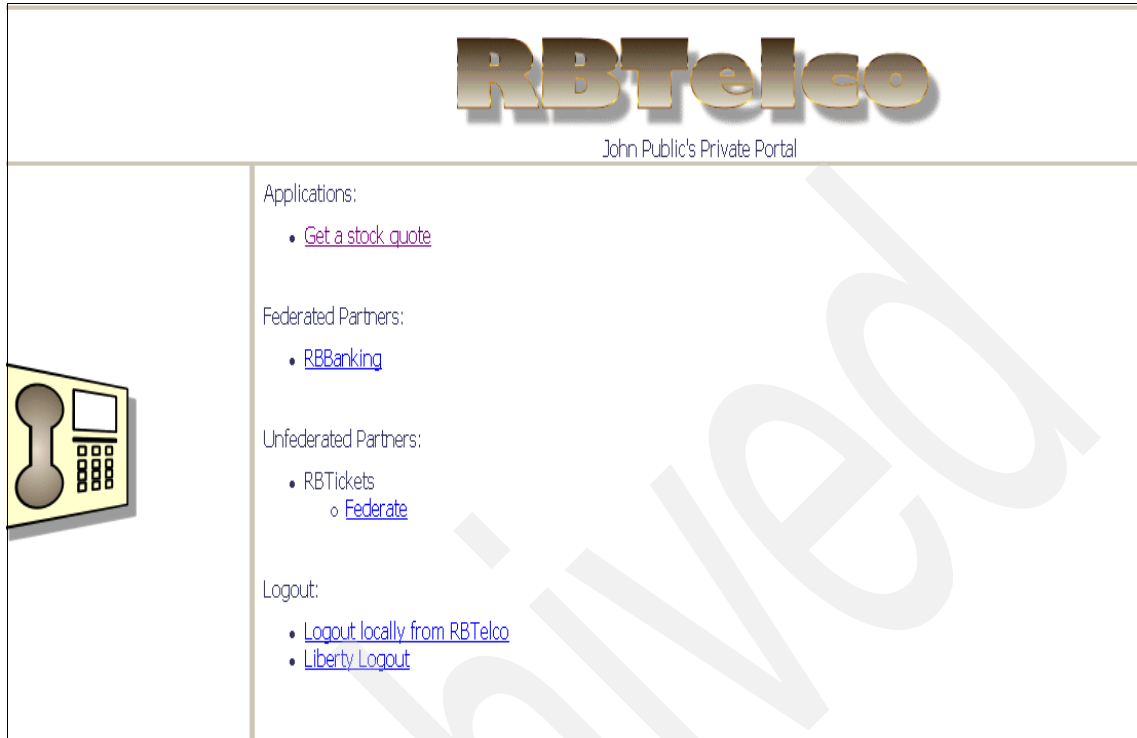 RBTelco
John Public's Private Portal
Applications:
• Get a stock quote
Federated Partners:
• RBBanking
Unfederated Partners:
• RBTickets
o Federate
Logout:
• Logout locally from RBTelco
• Liberty Logout
hived